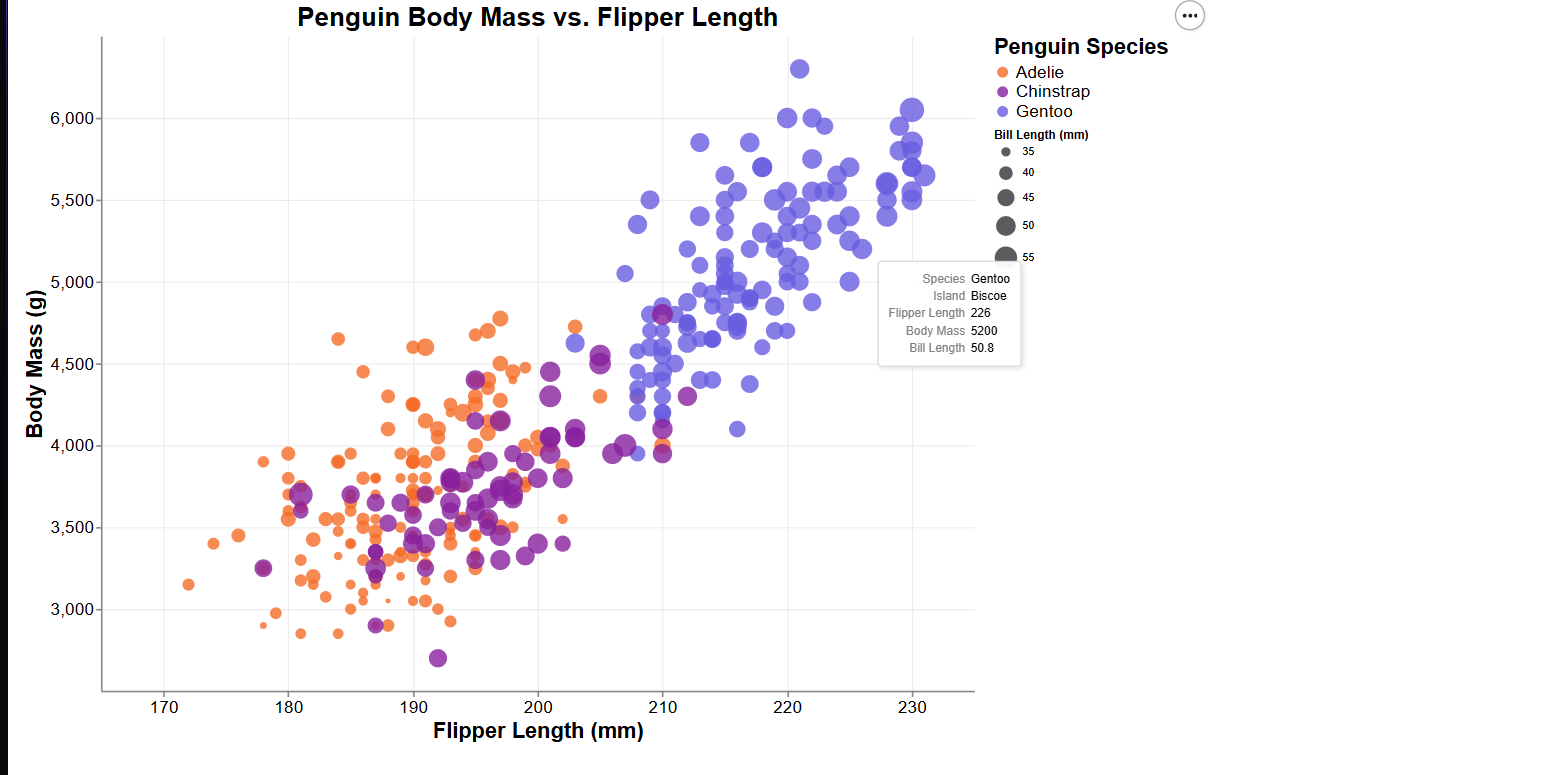 Penguin Body Mass vs. Flipper Length
Penguin Species
Adelie
Chinstrap
Gentoo
Bill Length (mm)
35
40
45
50
55
Species Gentoo
Island Biscoe
Flipper Length 226
Body Mass 5200
Bill Length 50.8
Body Mass (g)
6,000
5,500
5,000
4,500
4,000
3,500
3,000
170 180 190 200 210 220 230
Flipper Length (mm)